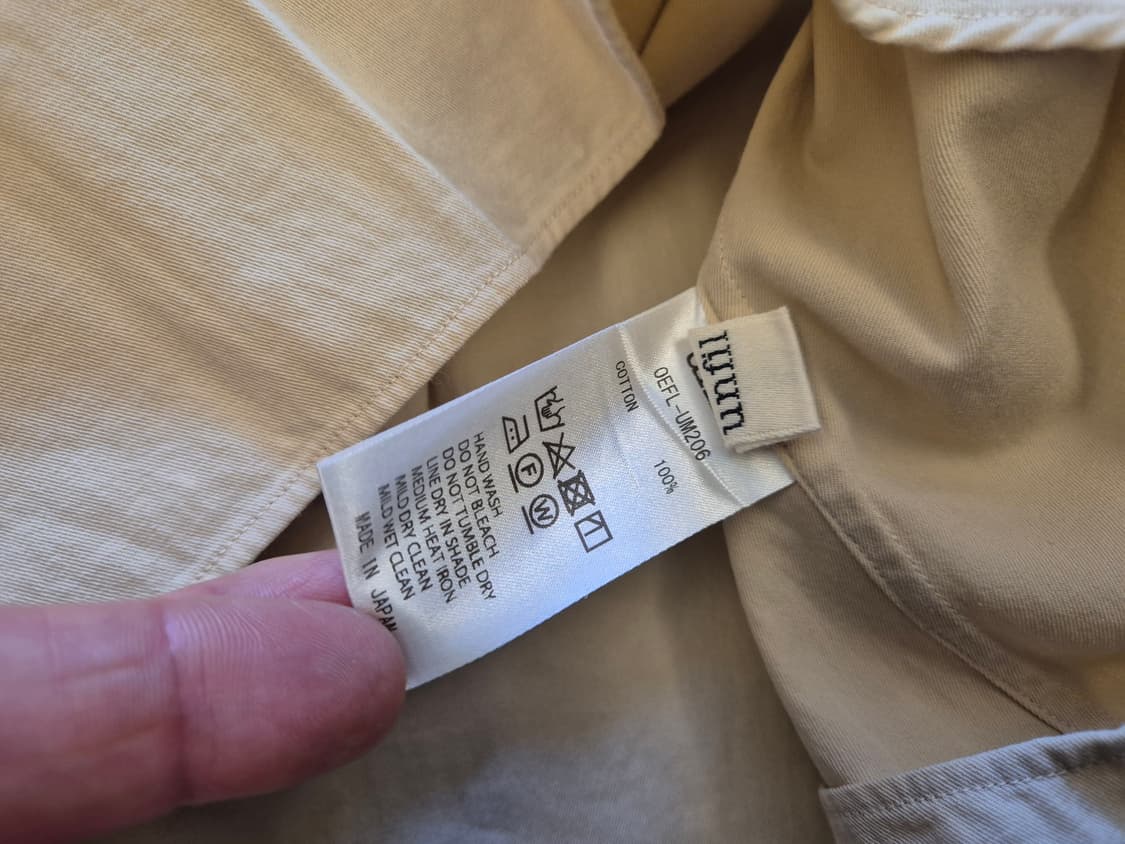 OEFL-UM206
COTTON 100%
F
W
HAND WASH
DO NOT BLEACH
DO NOT TUMBLE DRY
LINE DRY IN SHADE
MEDIUM HEAT IRON
MILD DRY CLEAN
MILD WET CLEAN
MADE IN JAPAN